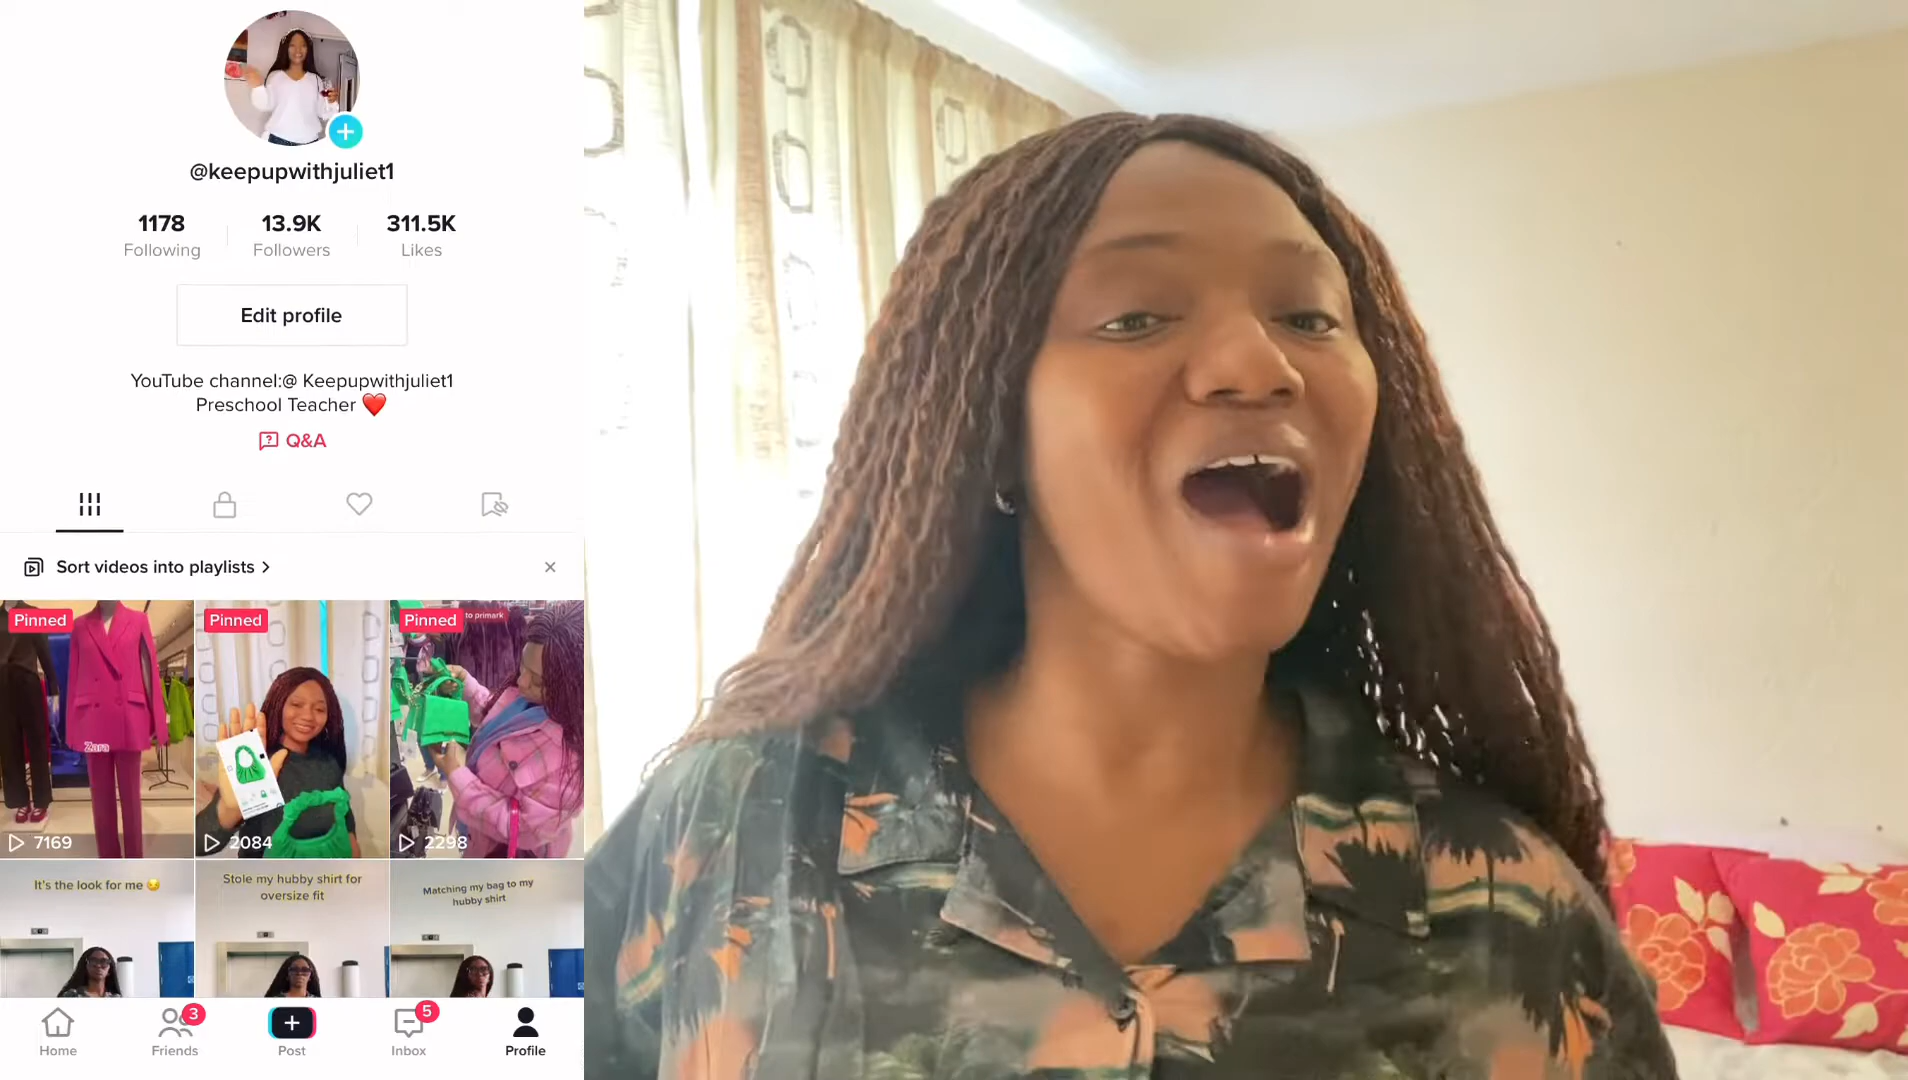 @keepupwithjuliet1
1178
Following
13.9K
Followers
311.5K
Likes
Edit profile
YouTube channel:@ Keepupwithjuliet1
Preschool Teacher ❤️
Q&A
Sort videos into playlists >
Pinned
Zara
7169
Pinned
2084
Pinned
to primark
2298
It's the look for me 😏
Stole my hubby shirt for
oversize fit
Matching my bag to my
hubby shirt
Home
3
Friends
Post
5
Inbox
Profile